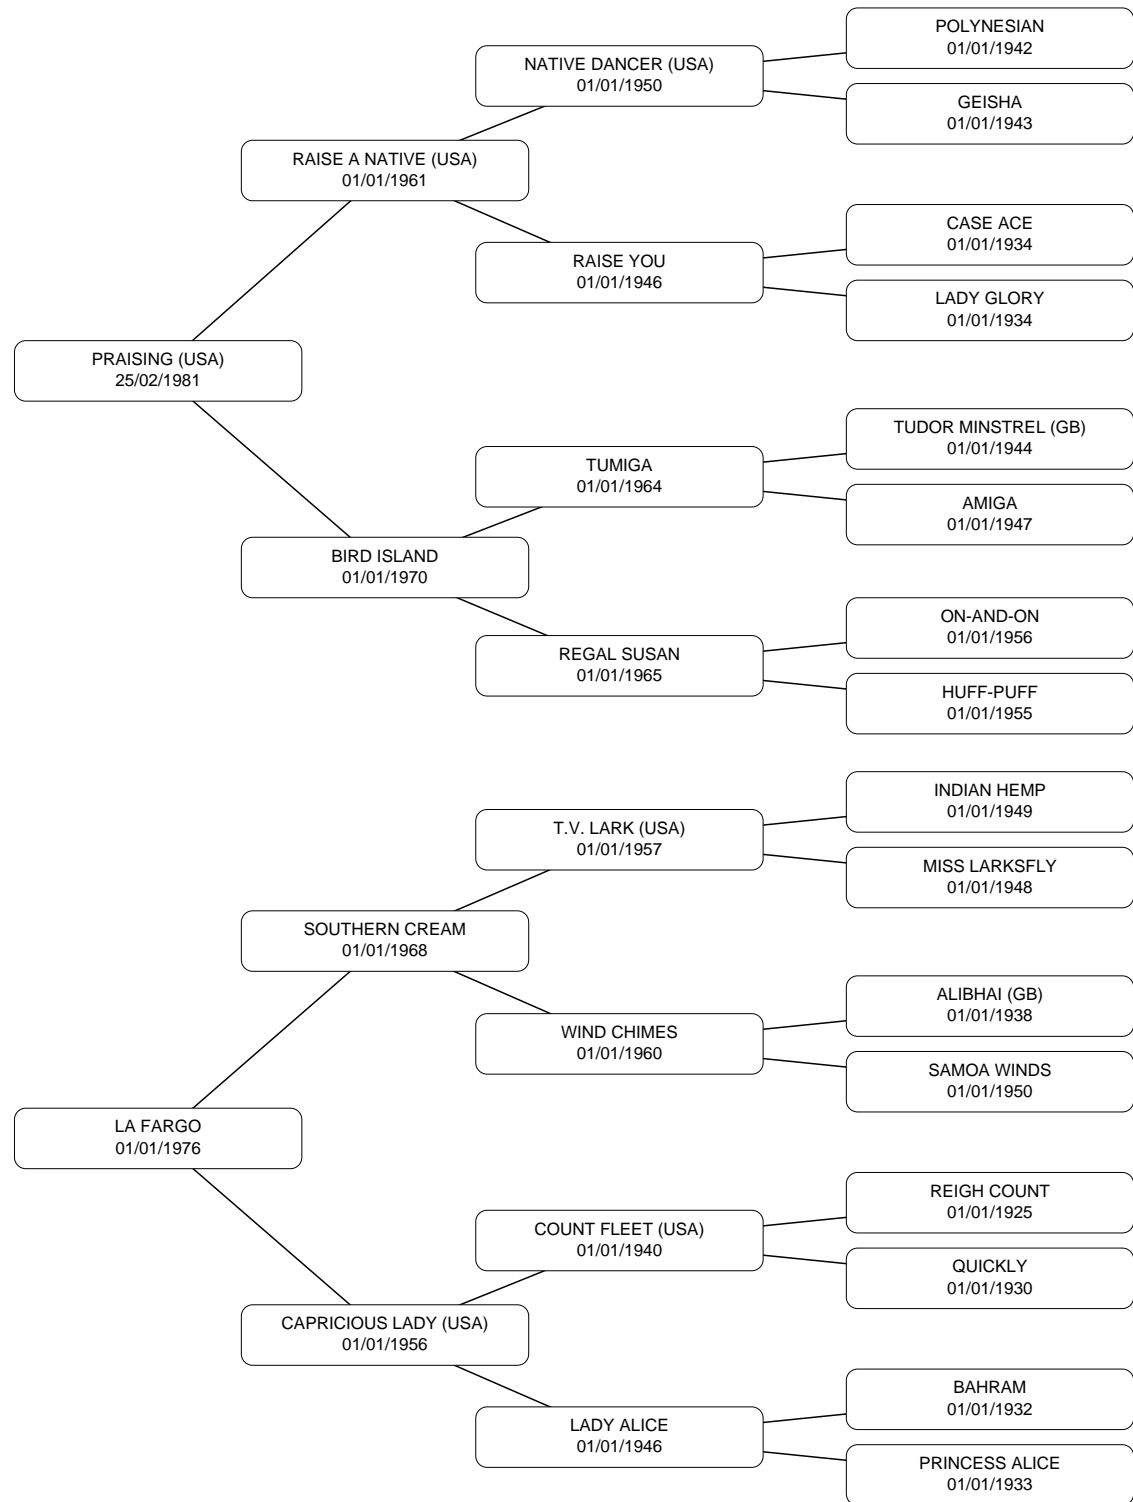 POLYNESIAN
01/01/1942
NATIVE DANCER (USA)
01/01/1950
GEISHA
01/01/1943
RAISE A NATIVE (USA)
01/01/1961
CASE ACE
01/01/1934
RAISE YOU
01/01/1946
LADY GLORY
01/01/1934
PRAISING (USA)
25/02/1981
TUDOR MINSTREL (GB)
01/01/1944
TUMIGA
01/01/1964
AMIGA
01/01/1947
BIRD ISLAND
01/01/1970
ON-AND-ON
01/01/1956
REGAL SUSAN
01/01/1965
HUFF-PUFF
01/01/1955
INDIAN HEMP
01/01/1949
T.V. LARK (USA)
01/01/1957
MISS LARKSFLY
01/01/1948
SOUTHERN CREAM
01/01/1968
ALIBHAI (GB)
01/01/1938
WIND CHIMES
01/01/1960
SAMOA WINDS
01/01/1950
LA FARGO
01/01/1976
REIGH COUNT
01/01/1925
COUNT FLEET (USA)
01/01/1940
QUICKLY
01/01/1930
CAPRICIOUS LADY (USA)
01/01/1956
BAHRAM
01/01/1932
LADY ALICE
01/01/1946
PRINCESS ALICE
01/01/1933